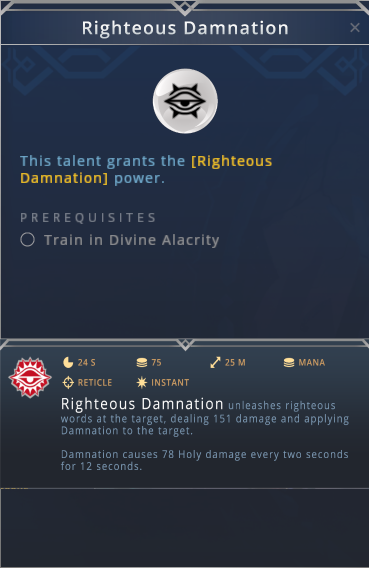 Righteous Damnation
This talent grants the [Righteous
Damnation] power.
PREREQUISITES
Train in Divine Alacrity
24 S 75 25 M MANA
RETICLE INSTANT
Righteous Damnation unleashes righteous
words at the target, dealing 151 damage and applying
Damnation to the target.
Damnation causes 78 Holy damage every two seconds
for 12 seconds.